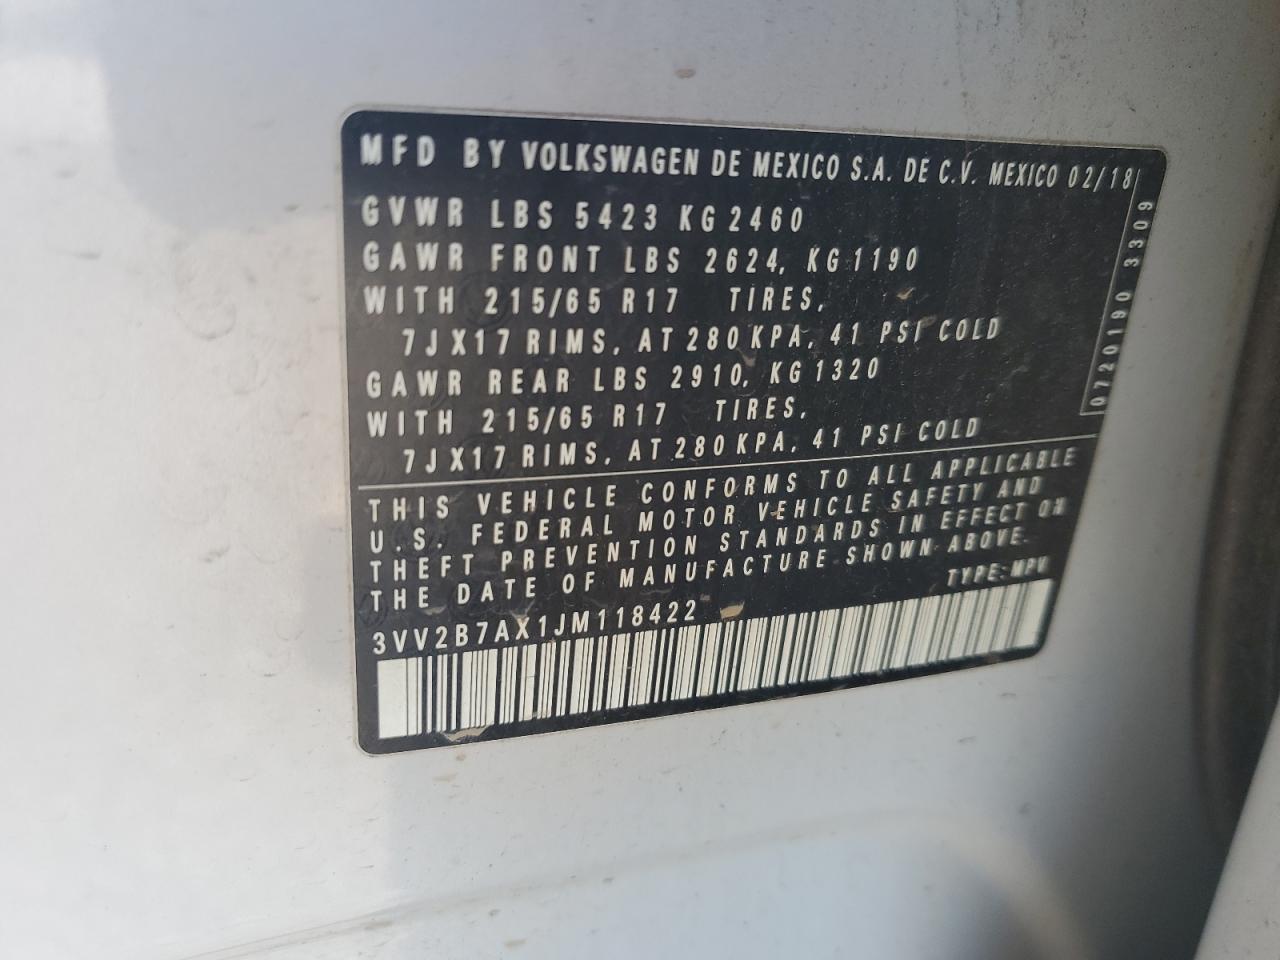 MFD BY VOLKSWAGEN DE MEXICO S.A. DE C.V. MEXICO 02/18
GVWR LBS 5423 KG 2460
GAWR FRONT LBS 2624, KG 1190
WITH 215/65 R17 TIRES,
7JX17 RIMS, AT 280 KPA, 41 PSI COLD
GAWR REAR LBS 2910, KG 1320
WITH 215/65 R17 TIRES,
7JX17 RIMS, AT 280 KPA, 41 PSI COLD
0720190 3309
THIS VEHICLE CONFORMS TO ALL APPLICABLE
U.S. FEDERAL MOTOR VEHICLE SAFETY AND
THEFT PREVENTION STANDARDS IN EFFECT ON
THE DATE OF MANUFACTURE SHOWN ABOVE.
TYPE: MPV
3VV2B7AX1JM118422